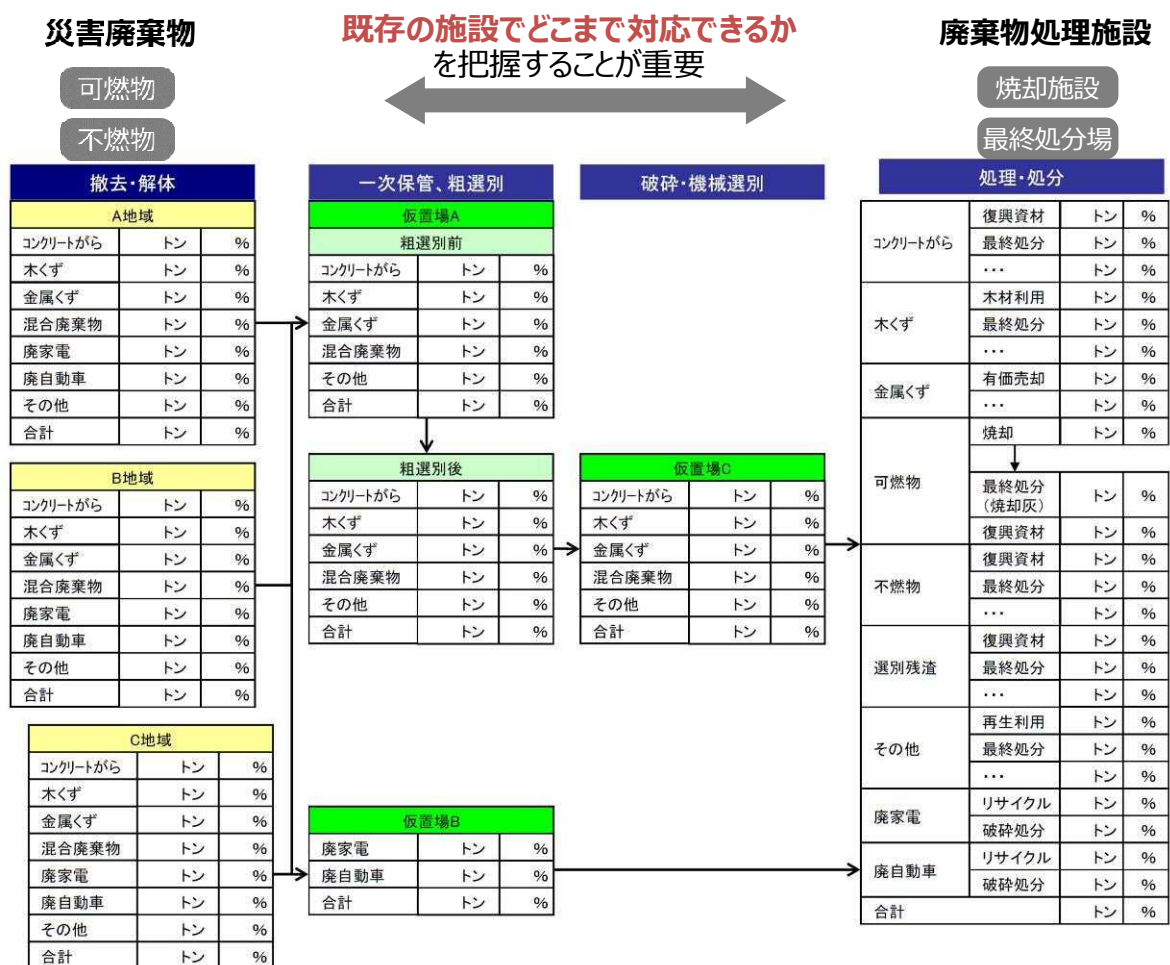 災害廃棄物
可燃物
不燃物
既存の施設でどこまで対応できるか
を把握することが重要
廃棄物処理施設
焼却施設
最終処分場
撤去・解体
A地域
コンクリートがら トン %
木くず トン %
金属くず トン %
混合廃棄物 トン %
廃家電 トン %
廃自動車 トン %
その他 トン %
合計 トン %
B地域
コンクリートがら トン %
木くず トン %
金属くず トン %
混合廃棄物 トン %
廃家電 トン %
廃自動車 トン %
その他 トン %
合計 トン %
C地域
コンクリートがら トン %
木くず トン %
金属くず トン %
混合廃棄物 トン %
廃家電 トン %
廃自動車 トン %
その他 トン %
合計 トン %
一次保管、粗選別
仮置場A
粗選別前
コンクリートがら トン %
木くず トン %
金属くず トン %
混合廃棄物 トン %
その他 トン %
合計 トン %
粗選別後
コンクリートがら トン %
木くず トン %
金属くず トン %
混合廃棄物 トン %
その他 トン %
合計 トン %
仮置場B
廃家電 トン %
廃自動車 トン %
合計 トン %
破砕・機械選別
仮置場C
コンクリートがら トン %
木くず トン %
金属くず トン %
混合廃棄物 トン %
その他 トン %
合計 トン %
処理・処分
コンクリートがら
復興資材 トン %
最終処分 トン %
・・・ トン %
木くず
木材利用 トン %
最終処分 トン %
・・・ トン %
金属くず
有価売却 トン %
・・・ トン %
可燃物
焼却 トン %
最終処分
(焼却灰) トン %
復興資材 トン %
不燃物
復興資材 トン %
最終処分 トン %
・・・ トン %
選別残渣
復興資材 トン %
最終処分 トン %
・・・ トン %
その他
再生利用 トン %
最終処分 トン %
・・・ トン %
廃家電
リサイクル トン %
破砕処分 トン %
廃自動車
リサイクル トン %
破砕処分 トン %
合計 トン %